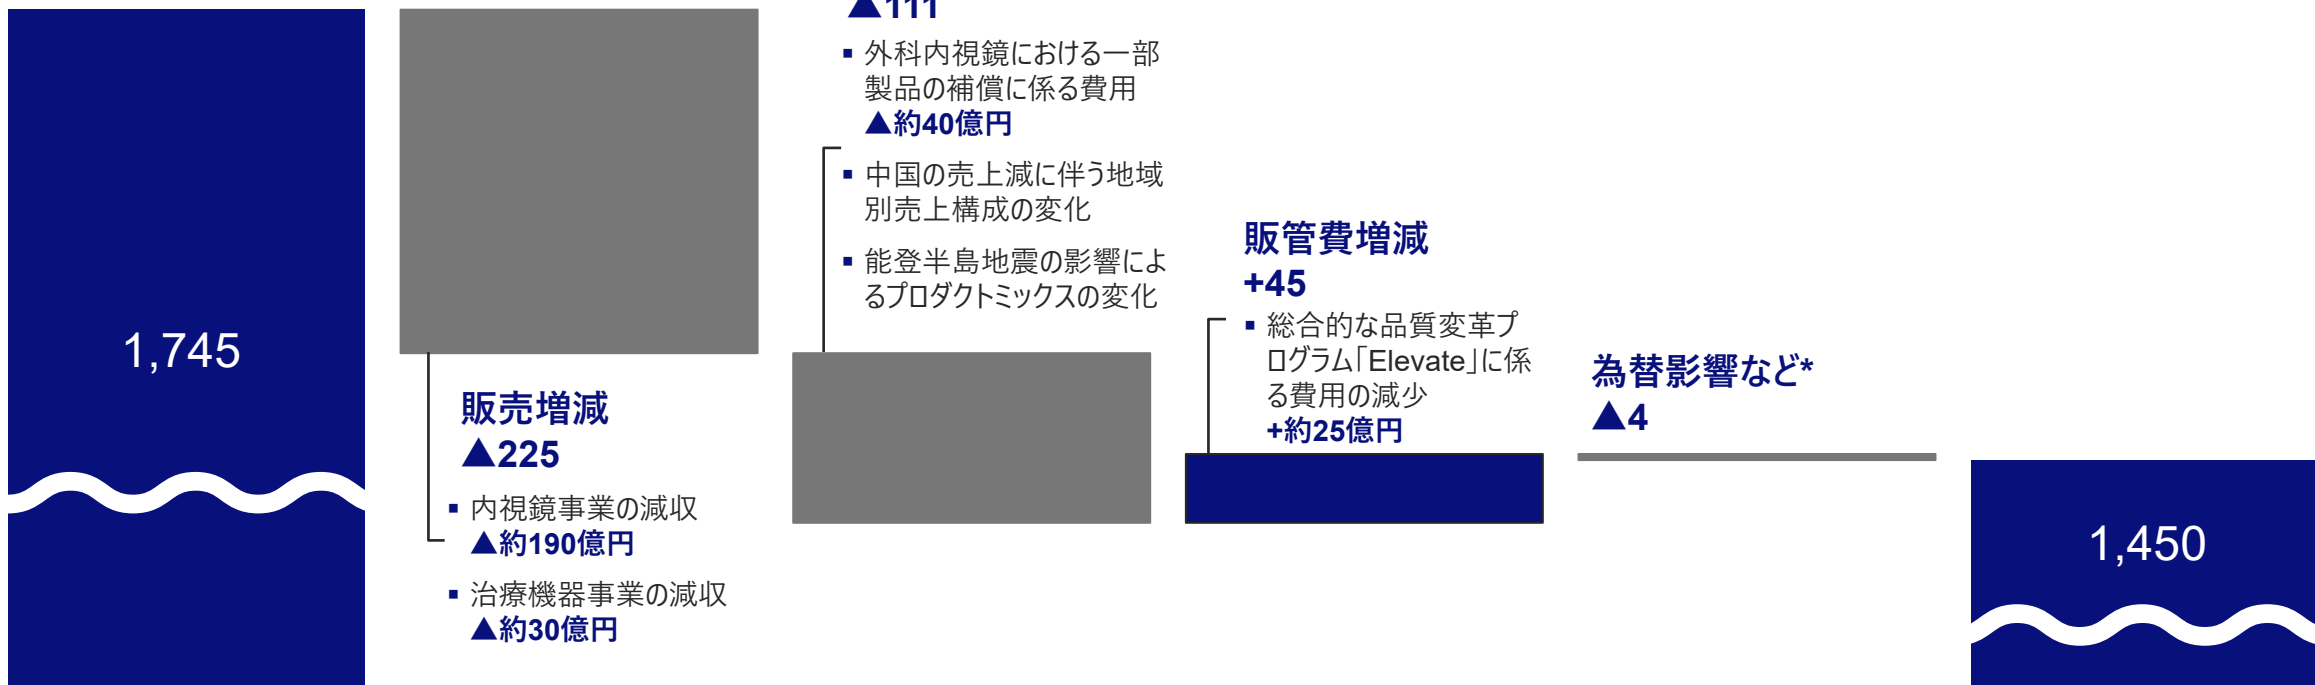 1,745
販売増減
▲225
▪ 内視鏡事業の減収
▲約190億円
▪ 治療機器事業の減収
▲約30億円
▲111
▪ 外科内視鏡における一部
製品の補償に係る費用
▲約40億円
▪ 中国の売上減に伴う地域
別売上構成の変化
▪ 能登半島地震の影響によ
るプロダクトミックスの変化
販管費増減
+45
▪ 総合的な品質変革プ
ログラム｢Elevate｣に係
る費用の減少
+約25億円
為替影響など*
▲4
1,450